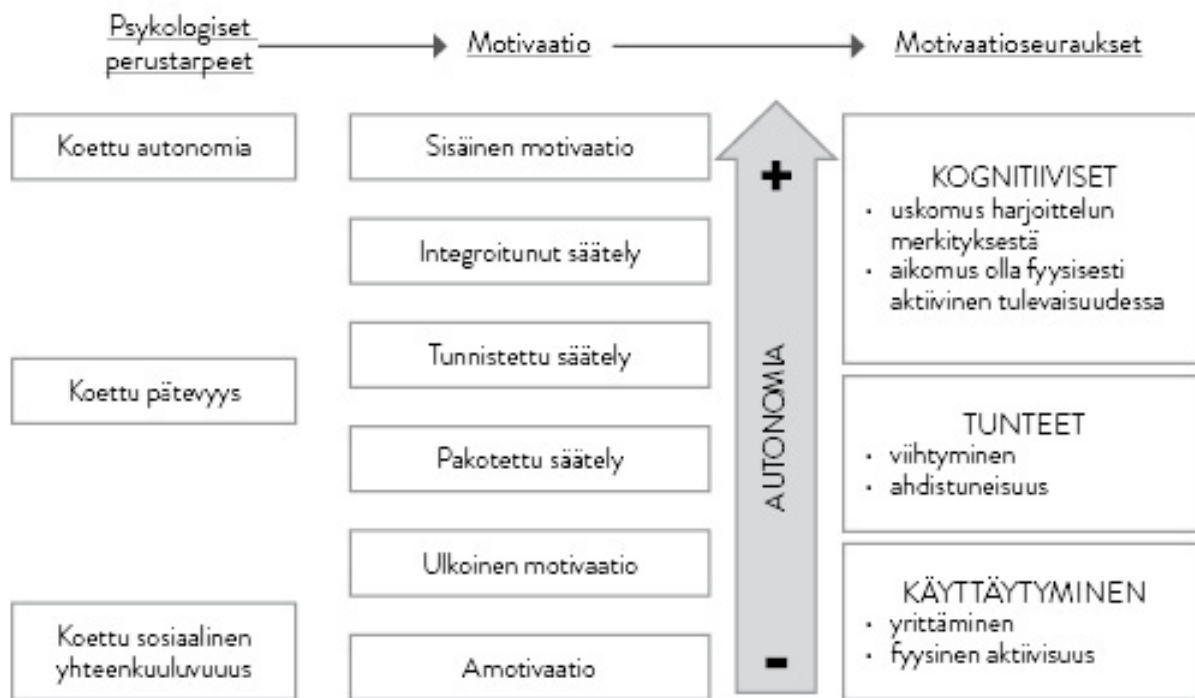 Psykologiset
perustarpeet
Motivaatio
Motivaatioseuraukset
Koettu autonomia
Koettu pätevyys
Koettu sosiaalinen
yhteenkuuluvuuus
Sisäinen motivaatio
Integroitunut säätely
Tunnistettu säätely
Pakotettu säätely
Ulkoinen motivaatio
Amotivaatio
+
AUTONOMIA
-
KOGNITIIVISET
• uskomus harjoittelun
merkityksestä
• aikomus olla fyysisesti
aktiivinen tulevaisuudessa
TUNTEET
• viihtyminen
• ahdistuneisuus
KÄYTTÄYTYMINEN
• yrittäminen
• fyysinen aktiivisuus